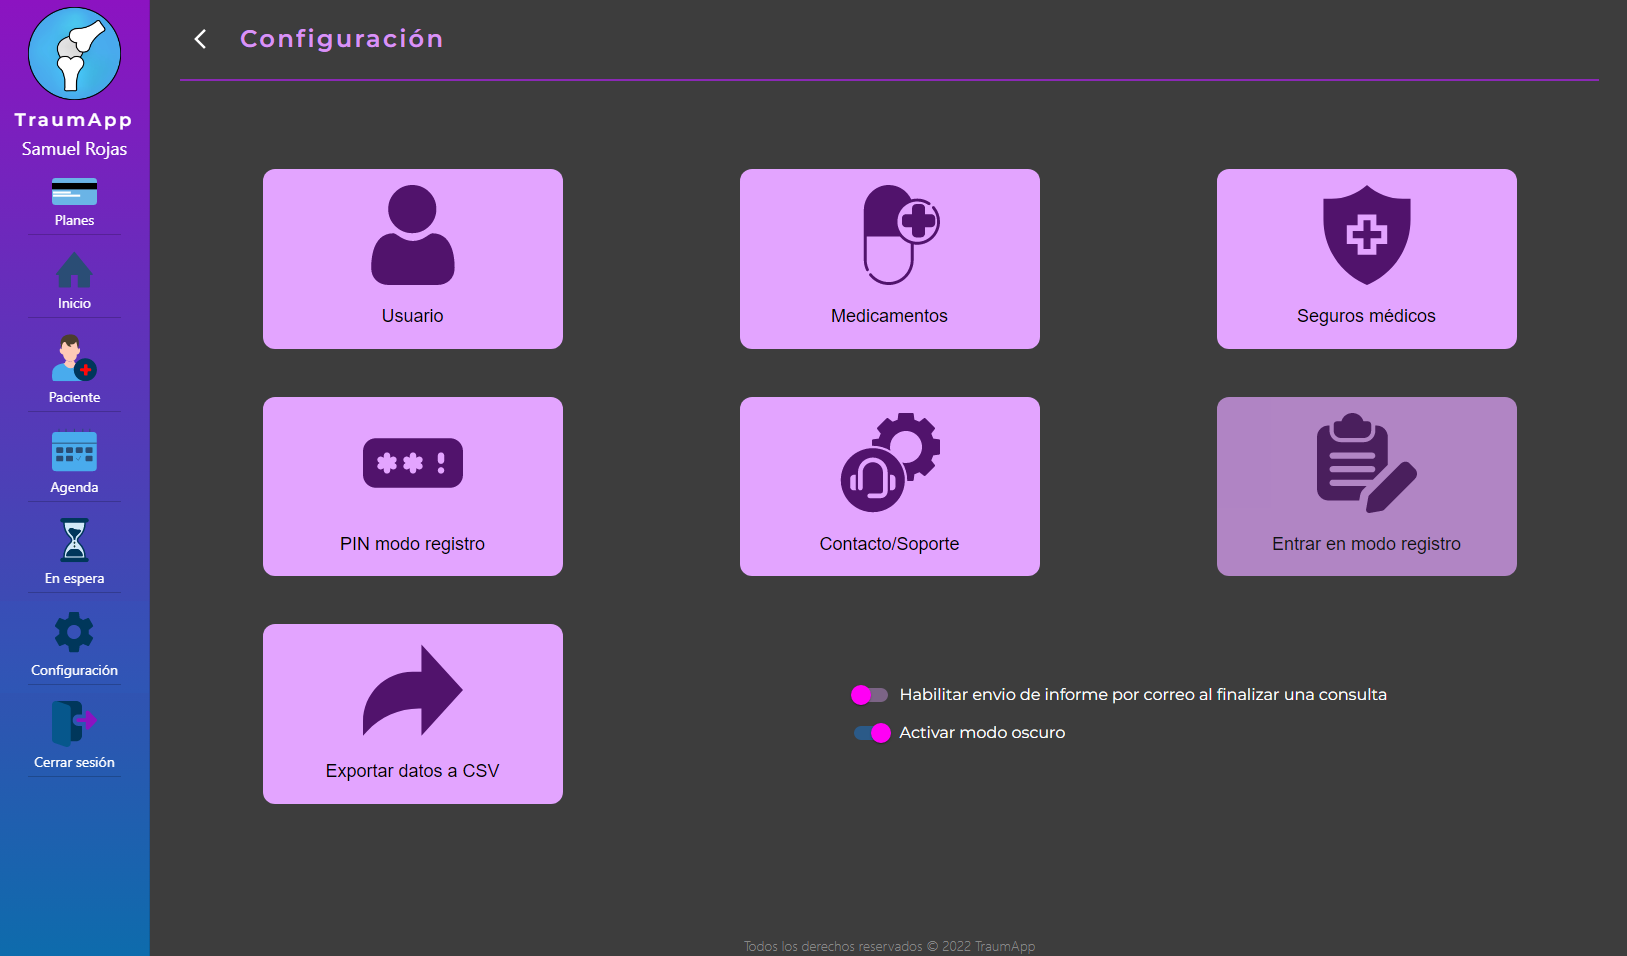 Configuración
TraumApp
Samuel Rojas
Planes
Inicio
Paciente
Agenda
En espera
Configuración
Cerrar sesión
Usuario
Medicamentos
Seguros médicos
**!
PIN modo registro
Contacto/Soporte
Entrar en modo registro
Exportar datos a CSV
Habilitar envio de informe por correo al finalizar una consulta
Activar modo oscuro
Todos los derechos reservados © 2022 TraumApp